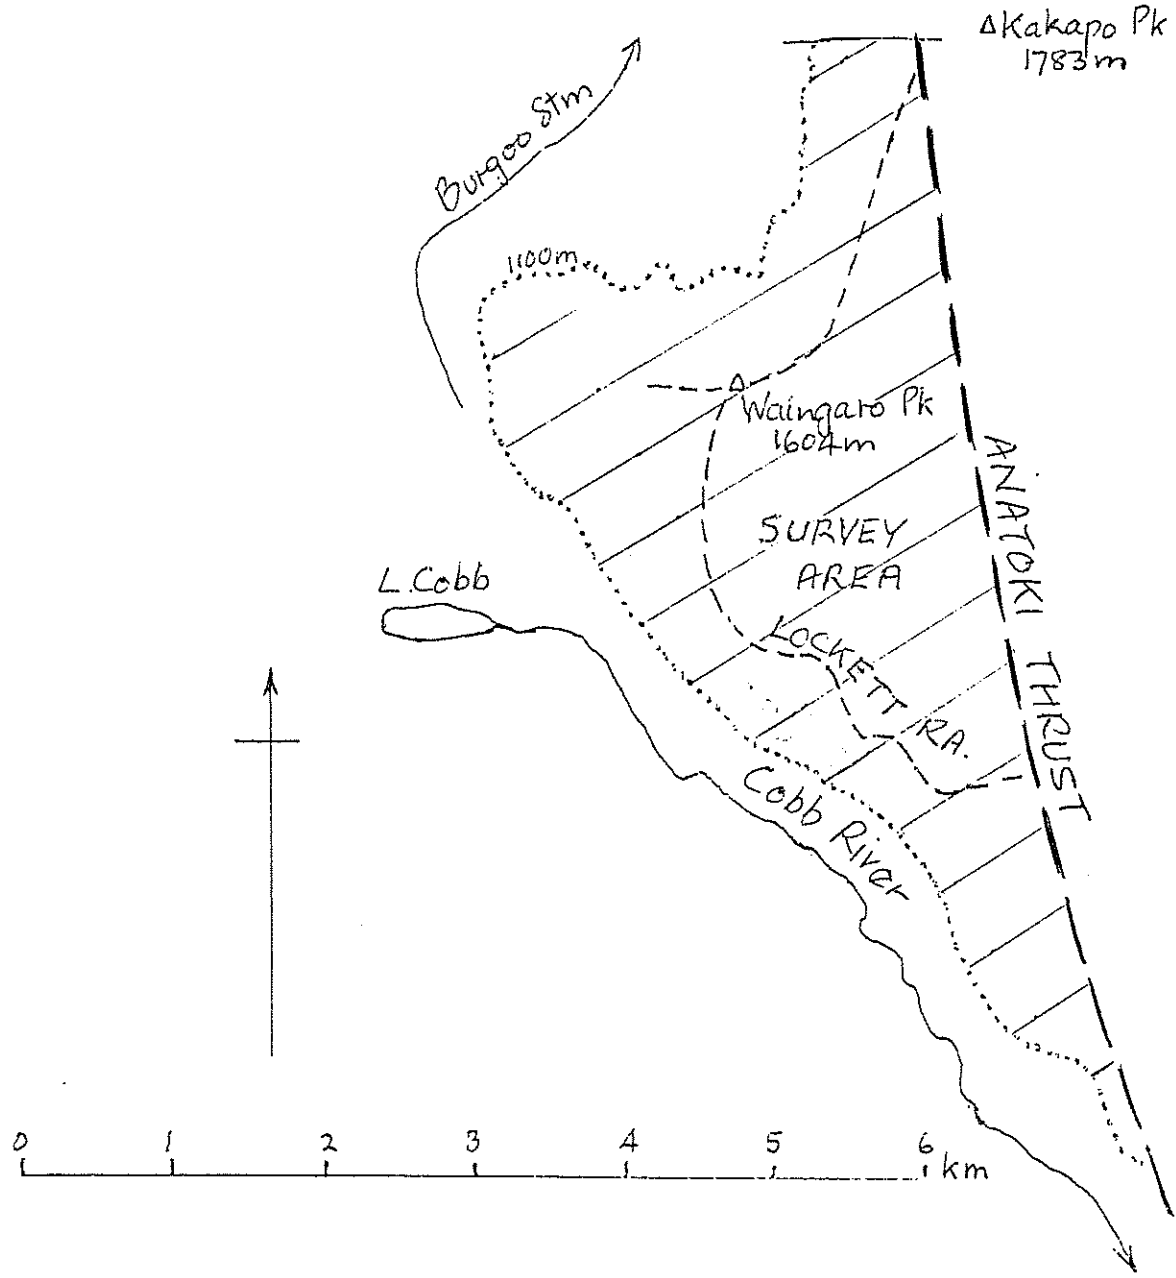 ΔKakapo Pk
1783m
Burgoo Stm
1100m
Waingaro Pk
1604m
SURVEY
AREA
ANATOKI THRUST
L. Cobb
LOCKETT RA.
Cobb River
0 1 2 3 4 5 6 km